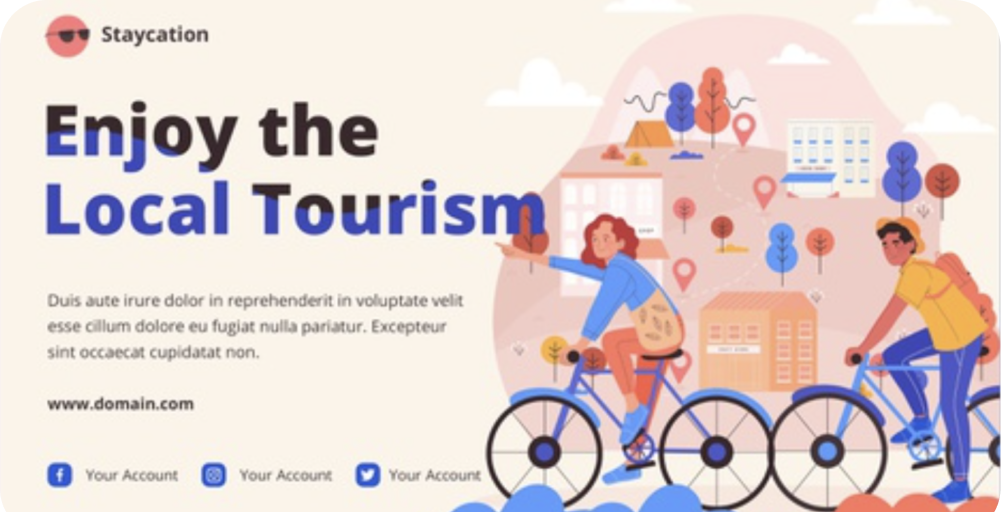 Staycation
Enjoy the
Local Tourism
Duis aute irure dolor in reprehenderit in voluptate velit
esse cillum dolore eu fugiat nulla pariatur. Excepteur
sint occaecat cupidatat non.
www.domain.com
Your Account Your Account Your Account